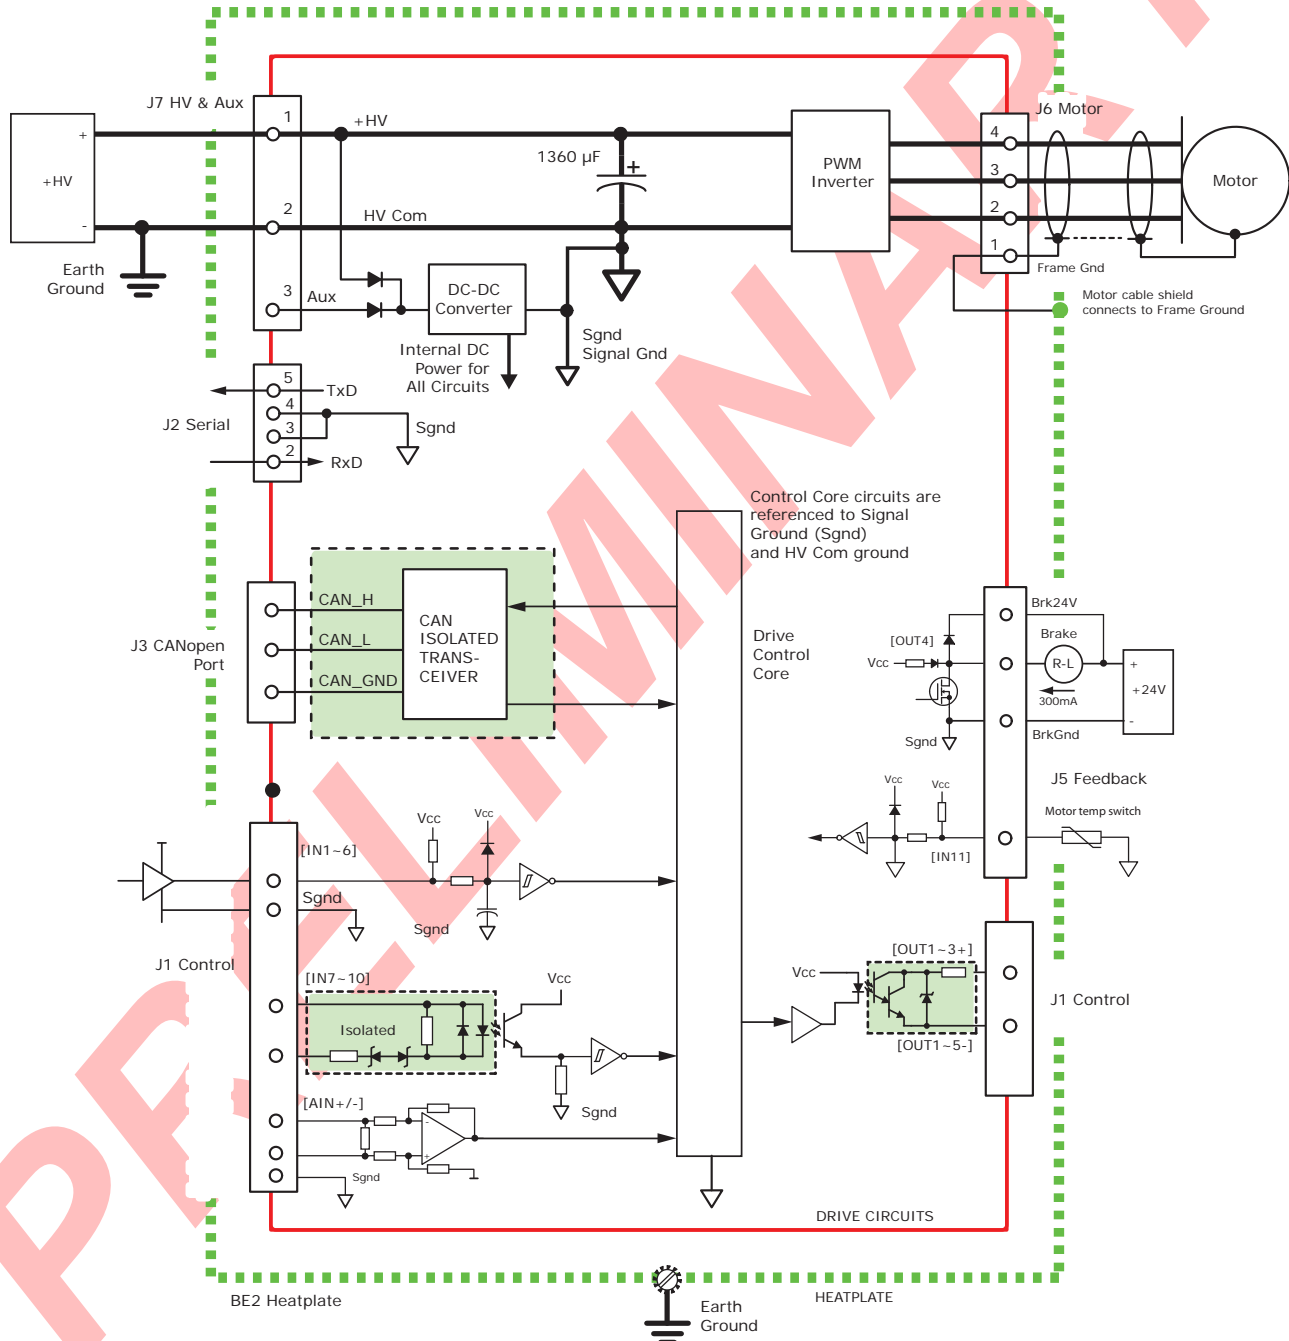 PRELIMINARY
J7 HV & Aux
1
+HV
+
+HV
-
2
HV Com
Earth
Ground
3
Aux
1360 µF
+
DC-DC
Converter
Internal DC
Power for
All Circuits
Sgnd
Signal Gnd
PWM
Inverter
J6 Motor
4
3
2
1
Motor
Frame Gnd
Motor cable shield
connects to Frame Ground
J2 Serial
5
TxD
4
3
Sgnd
2
RxD
Control Core circuits are
referenced to Signal
Ground (Sgnd)
and HV Com ground
J3 CANopen
Port
CAN_H
CAN_L
CAN_GND
CAN
ISOLATED
TRANS-
CEIVER
Drive
Control
Core
[OUT4]
Vcc
Sgnd
Brk24V
Brake
R-L
300mA
BrkGnd
+
+24V
-
J5 Feedback
Motor temp switch
Vcc
Vcc
[IN11]
J1 Control
[IN1~6]
Sgnd
Vcc
Vcc
Sgnd
[IN7~10]
Isolated
Vcc
Sgnd
[AIN+/-]
-
+
Sgnd
Vcc
[OUT1~3+]
[OUT1~5-]
J1 Control
DRIVE CIRCUITS
BE2 Heatplate
HEATPLATE
Earth
Ground